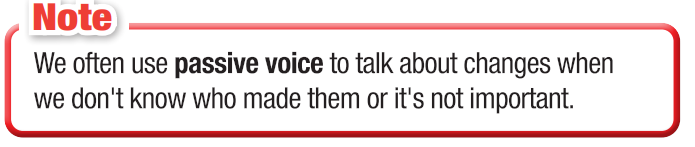 Note
We often use passive voice to talk about changes when
we don't know who made them or it's not important.